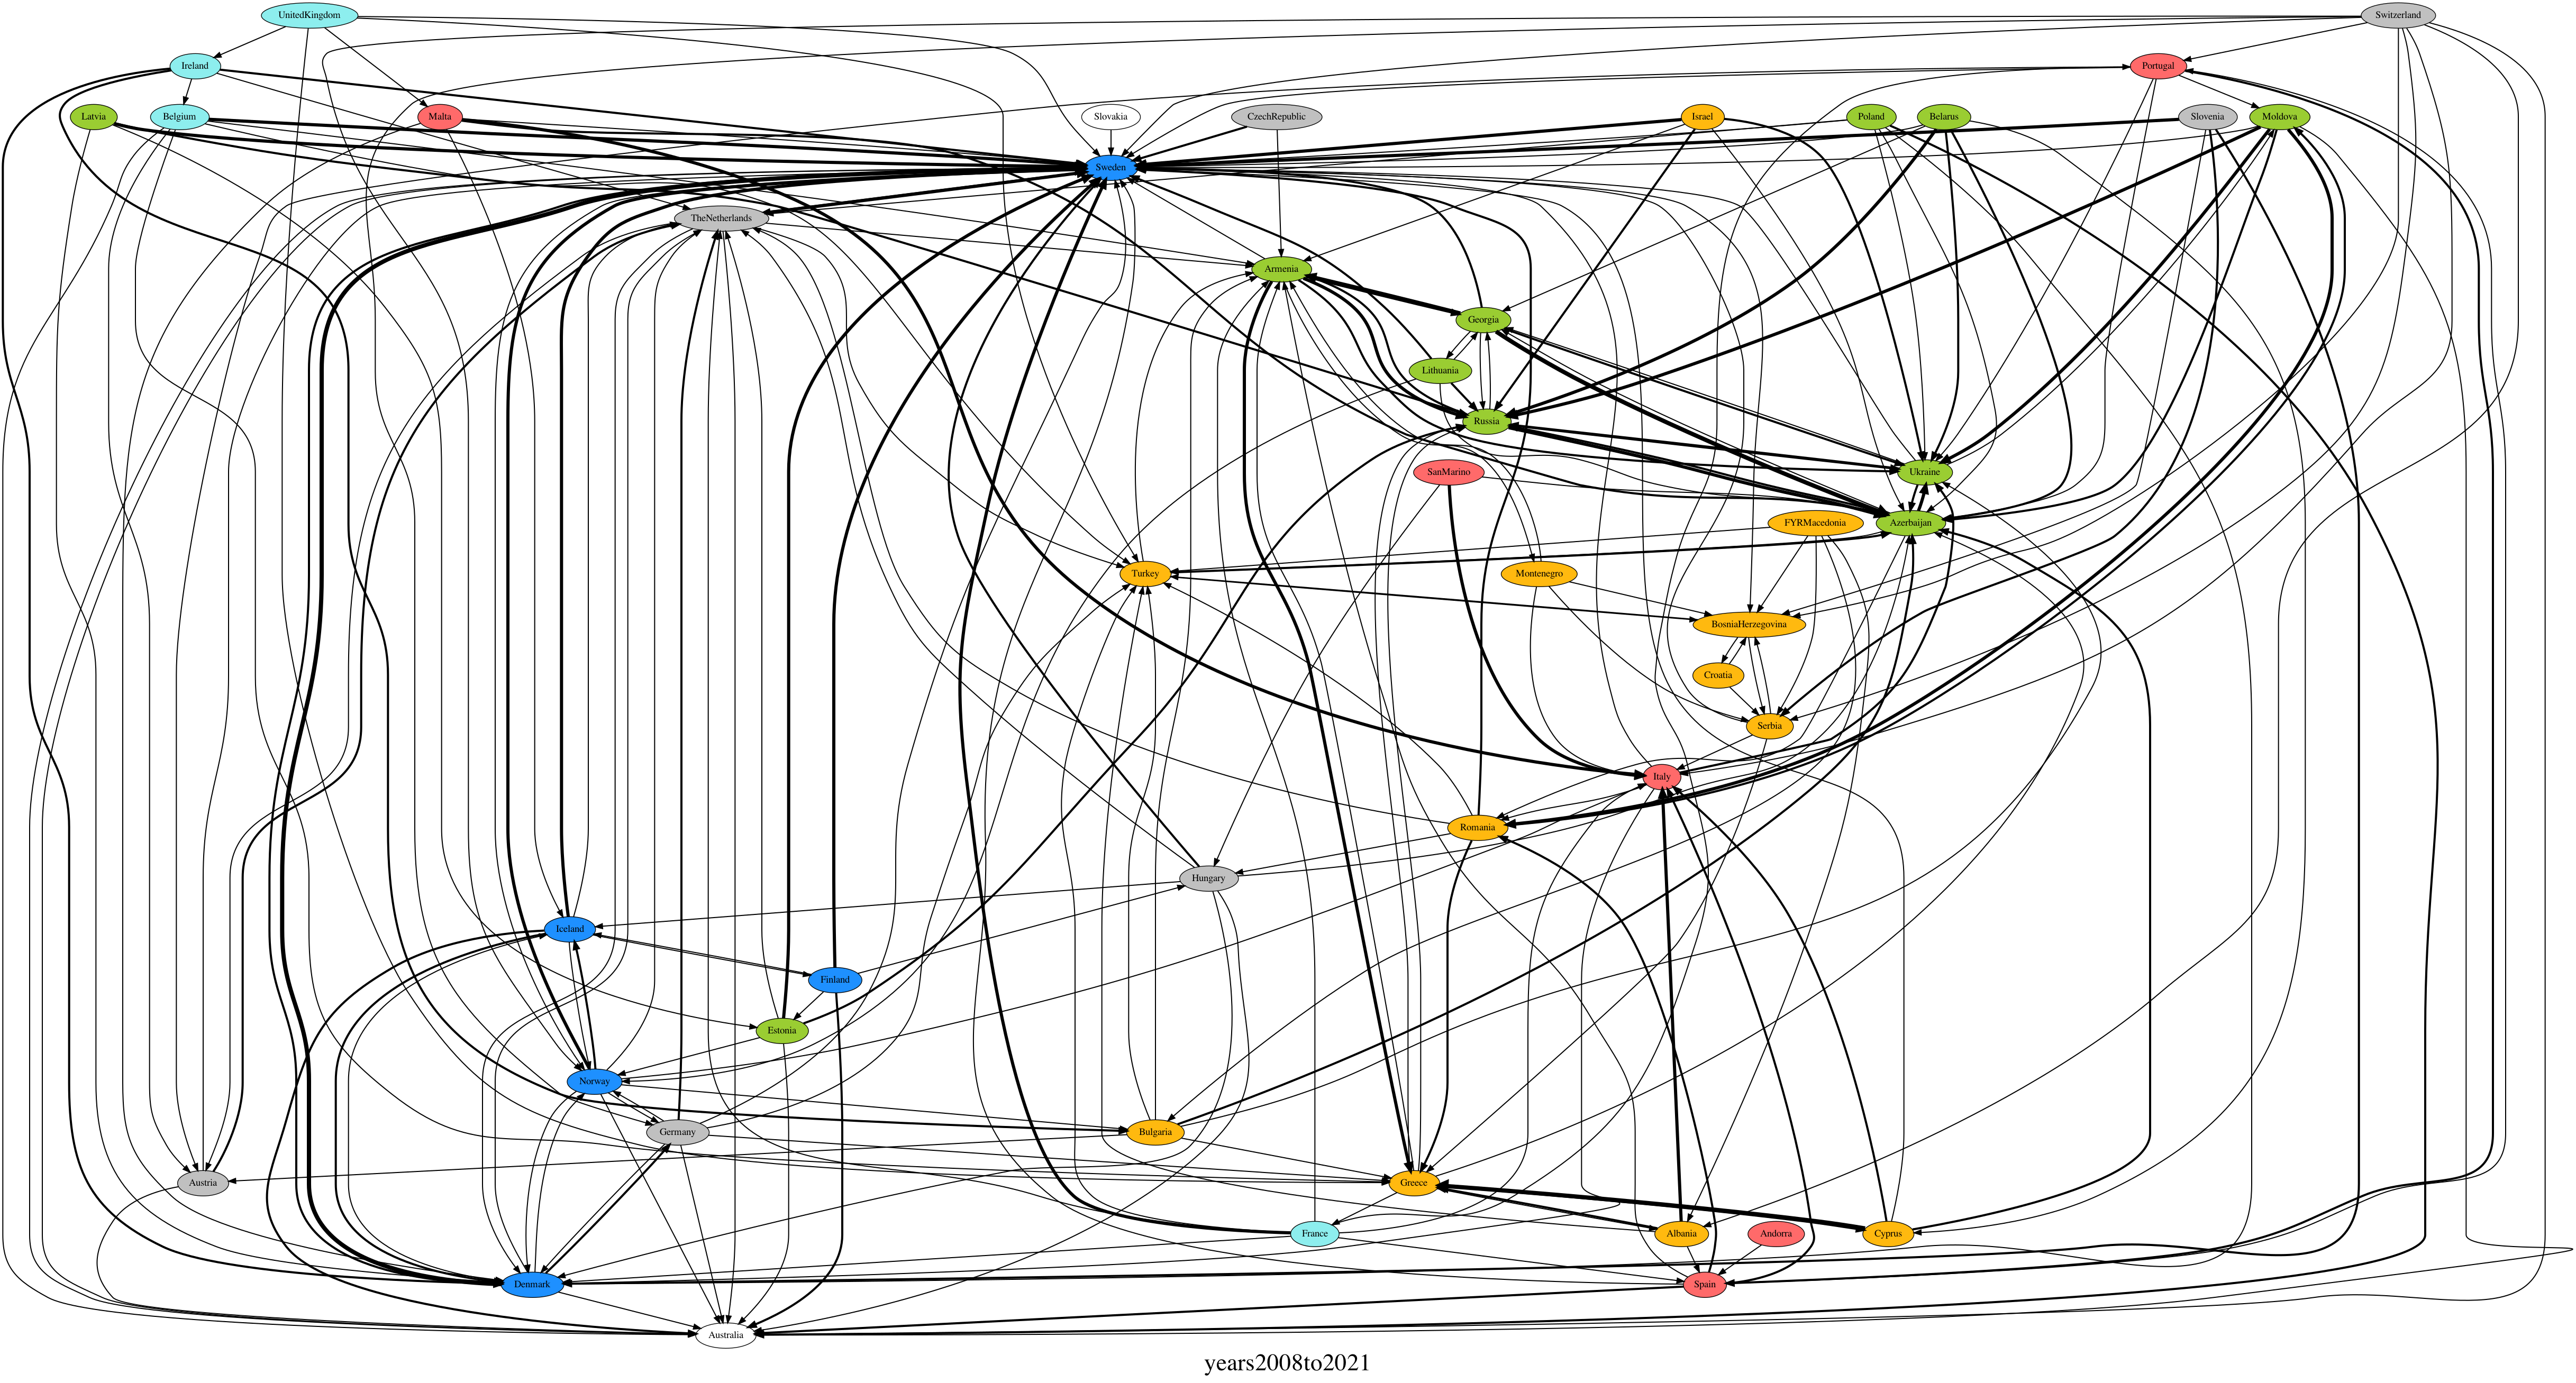 UnitedKingdom
Switzerland
Ireland
Portugal
Latvia
Belgium
Malta
Slovakia
CzechRepublic
Israel
Poland
Belarus
Slovenia
Moldova
Sweden
TheNetherlands
Armenia
Georgia
Lithuania
Russia
SanMarino
Ukraine
FYRMacedonia
Azerbaijan
Turkey
Montenegro
BosniaHerzegovina
Croatia
Serbia
Italy
Romania
Hungary
Iceland
Finland
Estonia
Norway
Germany
Bulgaria
Austria
Greece
France
Albania
Andorra
Cyprus
Denmark
Spain
Australia
years2008to2021